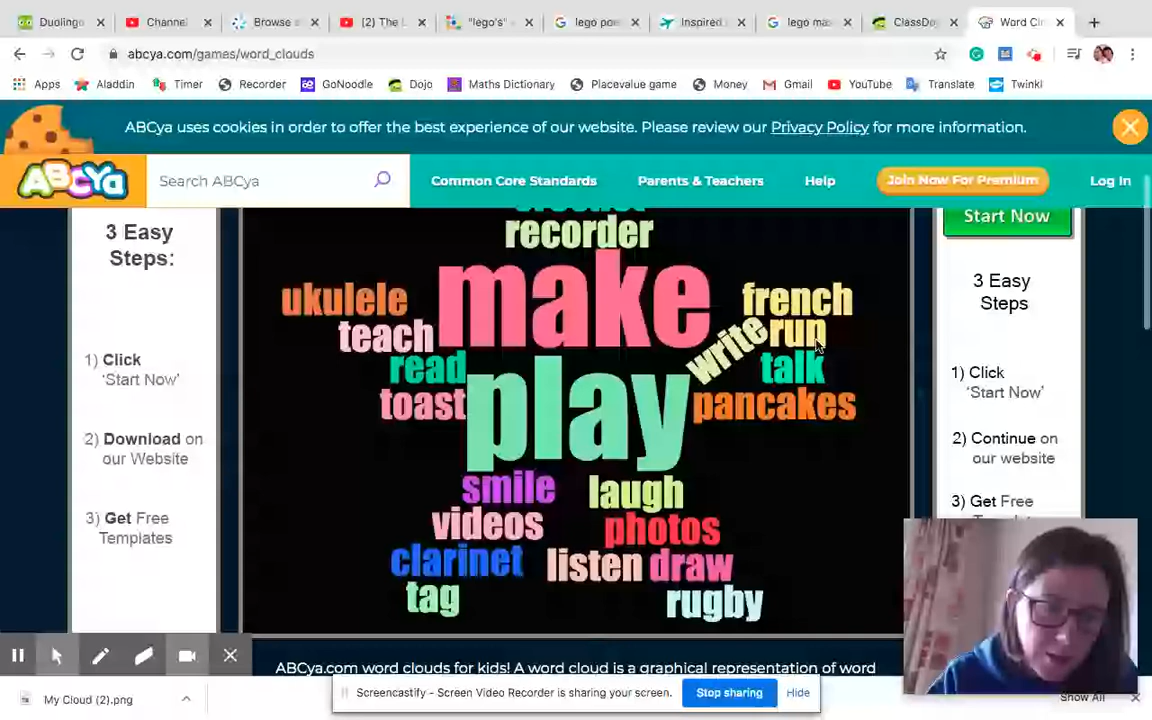 Duolingo
Channel
Browse
(2) The L
"lego's"
lego poe
Inspired
lego ma
ClassDo
Word Clo
abcya.com/games/word_clouds
Apps Aladdin Timer Recorder GoNoodle Dojo Maths Dictionary Placevalue game Money Gmail YouTube Translate Twinkl
ABCya uses cookies in order to offer the best experience of our website. Please review our Privacy Policy for more information.
ABCYa
Search ABCya
Common Core Standards
Parents & Teachers
Help
Join Now For Premium
Log In
3 Easy
Steps:
1) Click
'Start Now'
2) Download on
our Website
3) Get Free
Templates
recorder
make
ukulele
french
teach
write
run
read
talk
toast
play
pancakes
smile
laugh
videos
photos
clarinet
listen
draw
tag
rugby
Start Now
3 Easy
Steps
1) Click
'Start Now'
2) Continue on
our website
3) Get Free
ABCya.com word clouds for kids! A word cloud is a graphical representation of word
My Cloud (2).png
Screencastify - Screen Video Recorder is sharing your screen.
Stop sharing
Hide
Show All